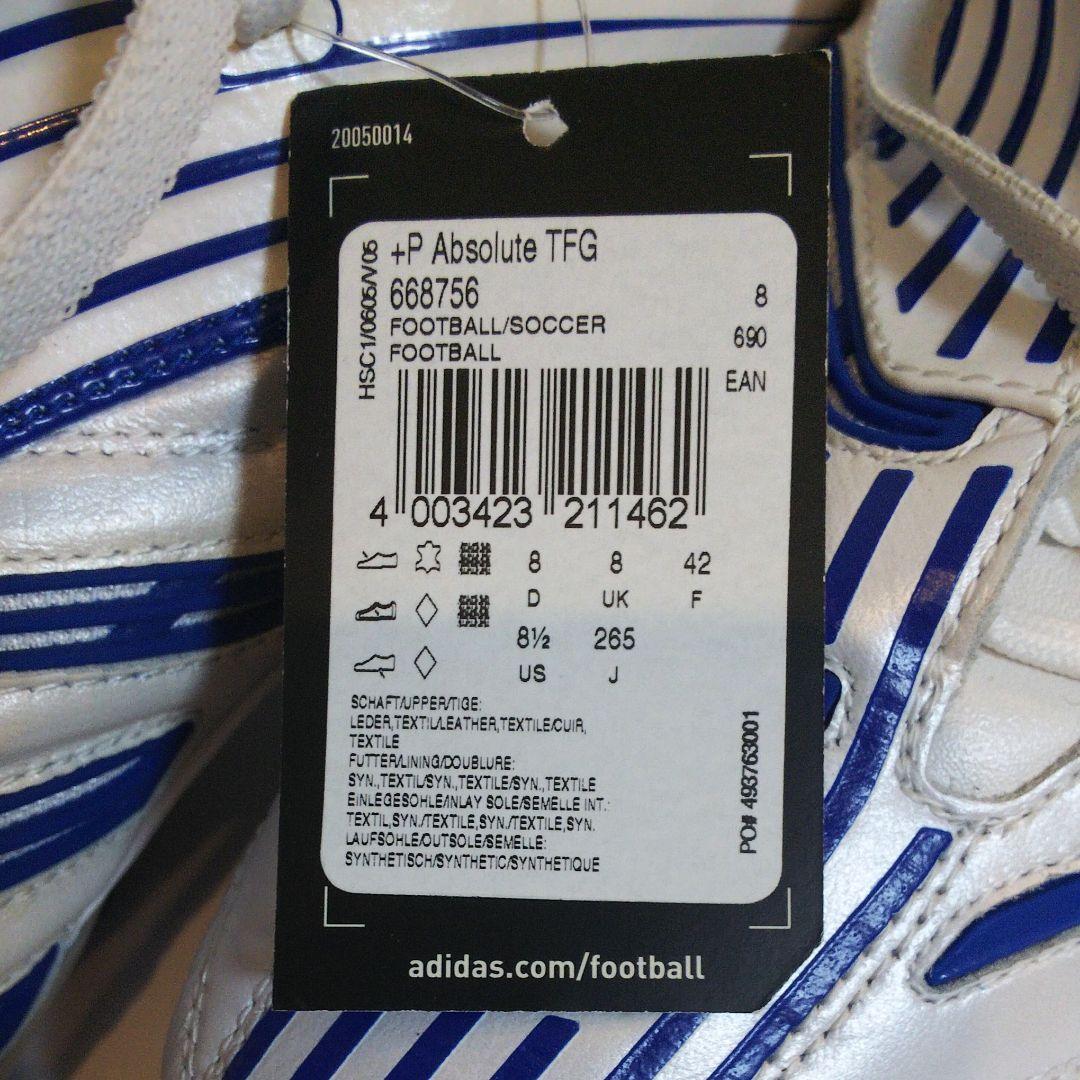 20050014
HSC1/0605/V05
+P Absolute TFG
668756
8
FOOTBALL/SOCCER
690
FOOTBALL
EAN
4 003423 211462
8 8 42
D UK F
8½ 265
US J
SCHAFT/UPPER/TIGE:
LEDER,TEXTIL/LEATHER,TEXTILE/CUIR,
TEXTILE
FUTTER/LINING/DOUBLURE:
SYN.,TEXTIL/SYN.,TEXTILE/SYN.,TEXTILE
EINLEGESOHLE/INLAY SOLE/SEMELLE INT.:
TEXTIL,SYN./TEXTILE,SYN./TEXTILE,SYN.
LAUFSOHLE/OUTSOLE/SEMELLE:
SYNTHETISCH/SYNTHETIC/SYNTHETIQUE
PO# 493763001
adidas.com/football